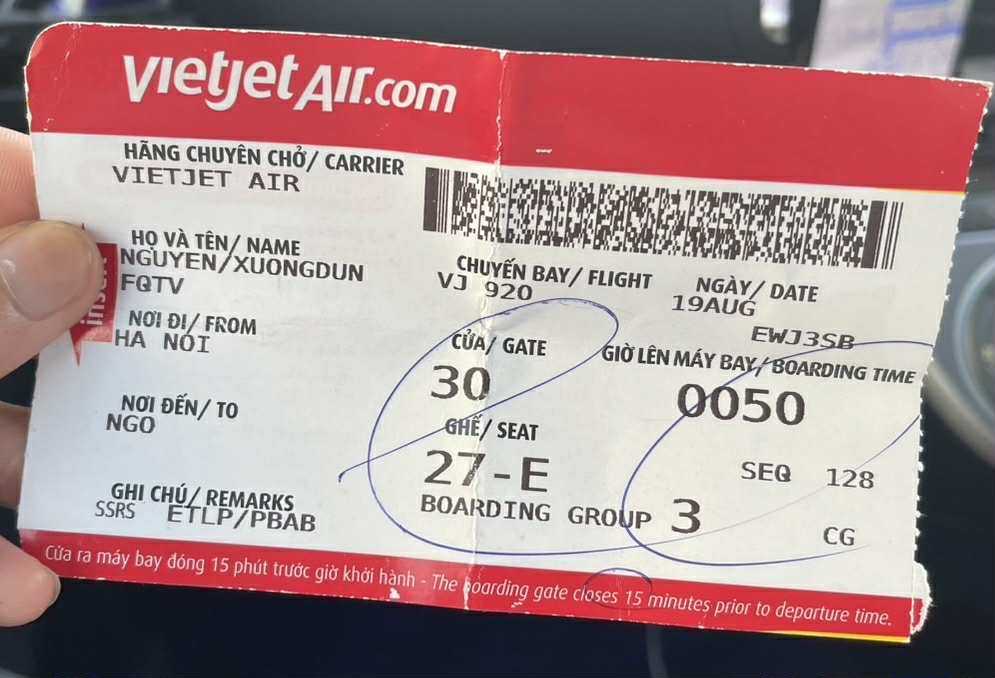 vietjetAir.com
HÃNG CHUYÊN CHỞ/ CARRIER
VIETJET AIR
HỌ VÀ TÊN/ NAME
NGUYEN/XUONGDUN
FQTV
CHUYẾN BAY/ FLIGHT
VJ 920
NGÀY/ DATE
19AUG
EWJ3SB
NƠI ĐI/ FROM
HA NOI
CỬA/ GATE
30
GIỜ LÊN MÁY BAY/ BOARDING TIME
0050
NƠI ĐẾN/ TO
NGO
GHẾ/ SEAT
27-E
SEQ 128
BOARDING GROUP 3
CG
GHI CHÚ/ REMARKS
SSRS ETLP/PBAB
Cửa ra máy bay đóng 15 phút trước giờ khởi hành - The boarding gate closes 15 minutes prior to departure time.